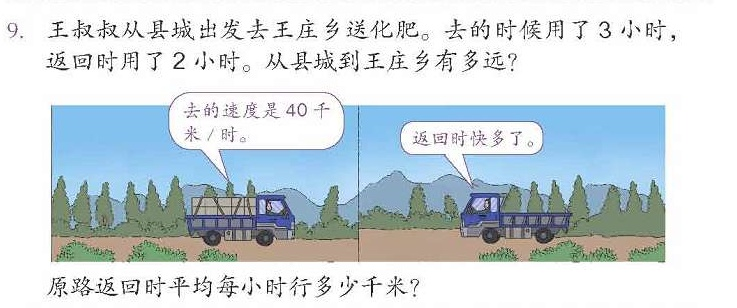 9. 王叔叔从县城出发去王庄乡送化肥。去的时候用了 3 小时，
返回时用了 2 小时。从县城到王庄乡有多远？
去的速度是 40 千
米 / 时。
返回时快多了。
原路返回时平均每小时行多少千米？